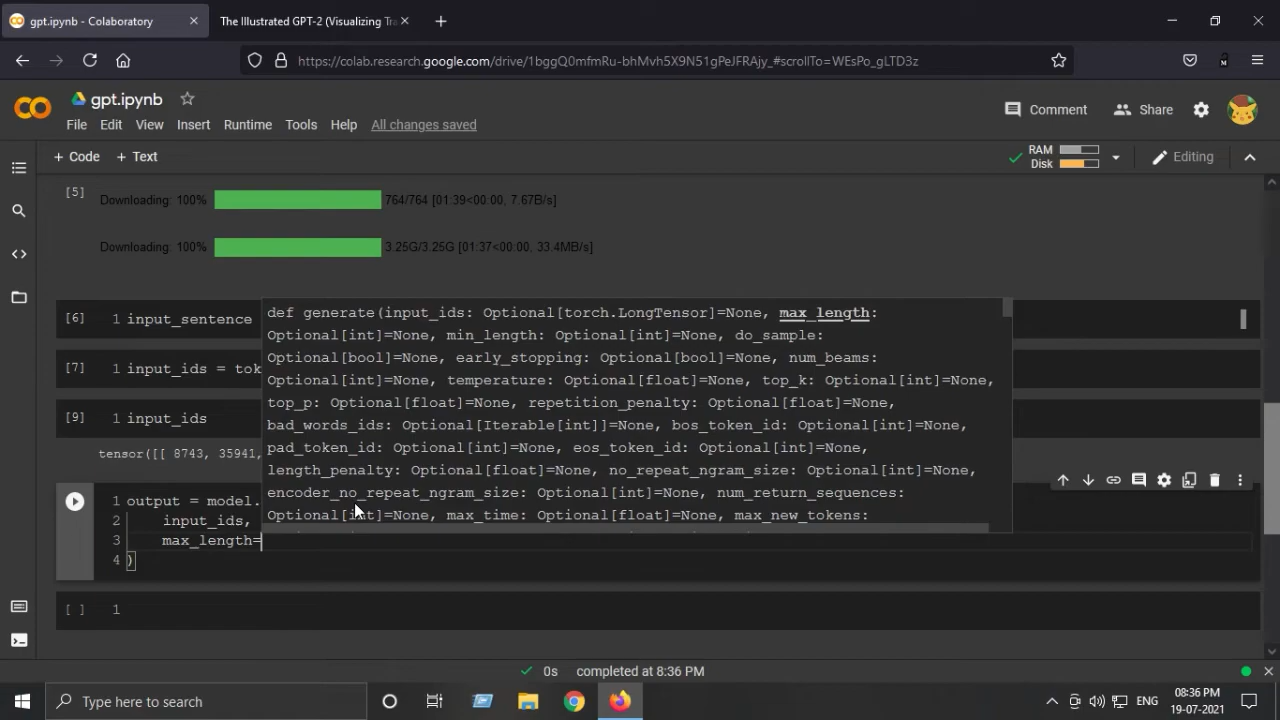 gpt.ipynb - Colaboratory
The Illustrated GPT-2 (Visualizing Tra
https://colab.research.google.com/drive/1bggQ0mfmRu-bhMvh5X9N51gPeJFRAjy_#scrollTo=WEsPo_gLTD3z
gpt.ipynb
Comment Share
File Edit View Insert Runtime Tools Help All changes saved
+ Code + Text
RAM
Disk
Editing
[5] Downloading: 100% 764/764 [01:39<00:00, 7.67B/s]
Downloading: 100% 3.25G/3.25G [01:37<00:00, 33.4MB/s]
[6] 1 input_sentence
[7] 1 input_ids = tok
[9] 1 input_ids
tensor([[ 8743, 35941,
def generate(input_ids: Optional[torch.LongTensor]=None, max_length:
Optional[int]=None, min_length: Optional[int]=None, do_sample:
Optional[bool]=None, early_stopping: Optional[bool]=None, num_beams:
Optional[int]=None, temperature: Optional[float]=None, top_k: Optional[int]=None,
top_p: Optional[float]=None, repetition_penalty: Optional[float]=None,
bad_words_ids: Optional[Iterable[int]]=None, bos_token_id: Optional[int]=None,
pad_token_id: Optional[int]=None, eos_token_id: Optional[int]=None,
length_penalty: Optional[float]=None, no_repeat_ngram_size: Optional[int]=None,
encoder_no_repeat_ngram_size: Optional[int]=None, num_return_sequences:
Optional[int]=None, max_time: Optional[float]=None, max_new_tokens:
1 output = model.
2 input_ids,
3 max_length=
4 )
[ ] 1
0s completed at 8:36 PM
Type here to search
ENG
08:36 PM
19-07-2021